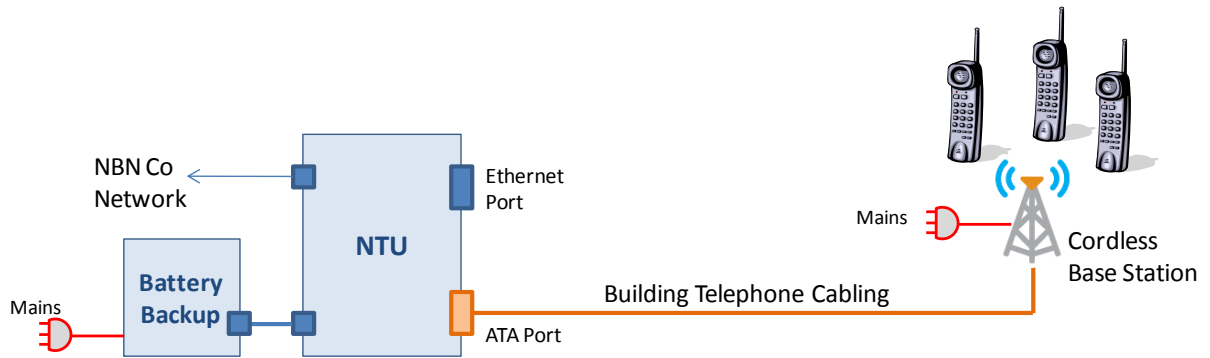 NBN Co
Network
Ethernet
Port
NTU
Mains
Cordless
Base Station
Battery
Backup
Mains
Building Telephone Cabling
ATA Port